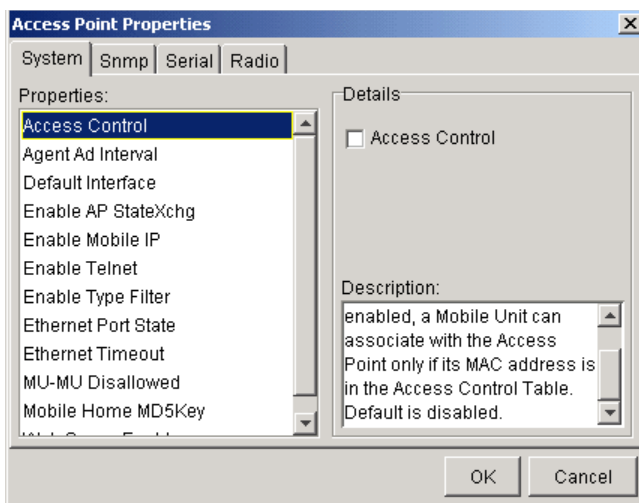 Access Point Properties
System Snmp Serial Radio
Properties:
Access Control
Agent Ad Interval
Default Interface
Enable AP StateXchg
Enable Mobile IP
Enable Telnet
Enable Type Filter
Ethernet Port State
Ethernet Timeout
MU-MU Disallowed
Mobile Home MD5Key
Details
Access Control
Description:
enabled, a Mobile Unit can
associate with the Access
Point only if its MAC address is
in the Access Control Table.
Default is disabled.
OK Cancel